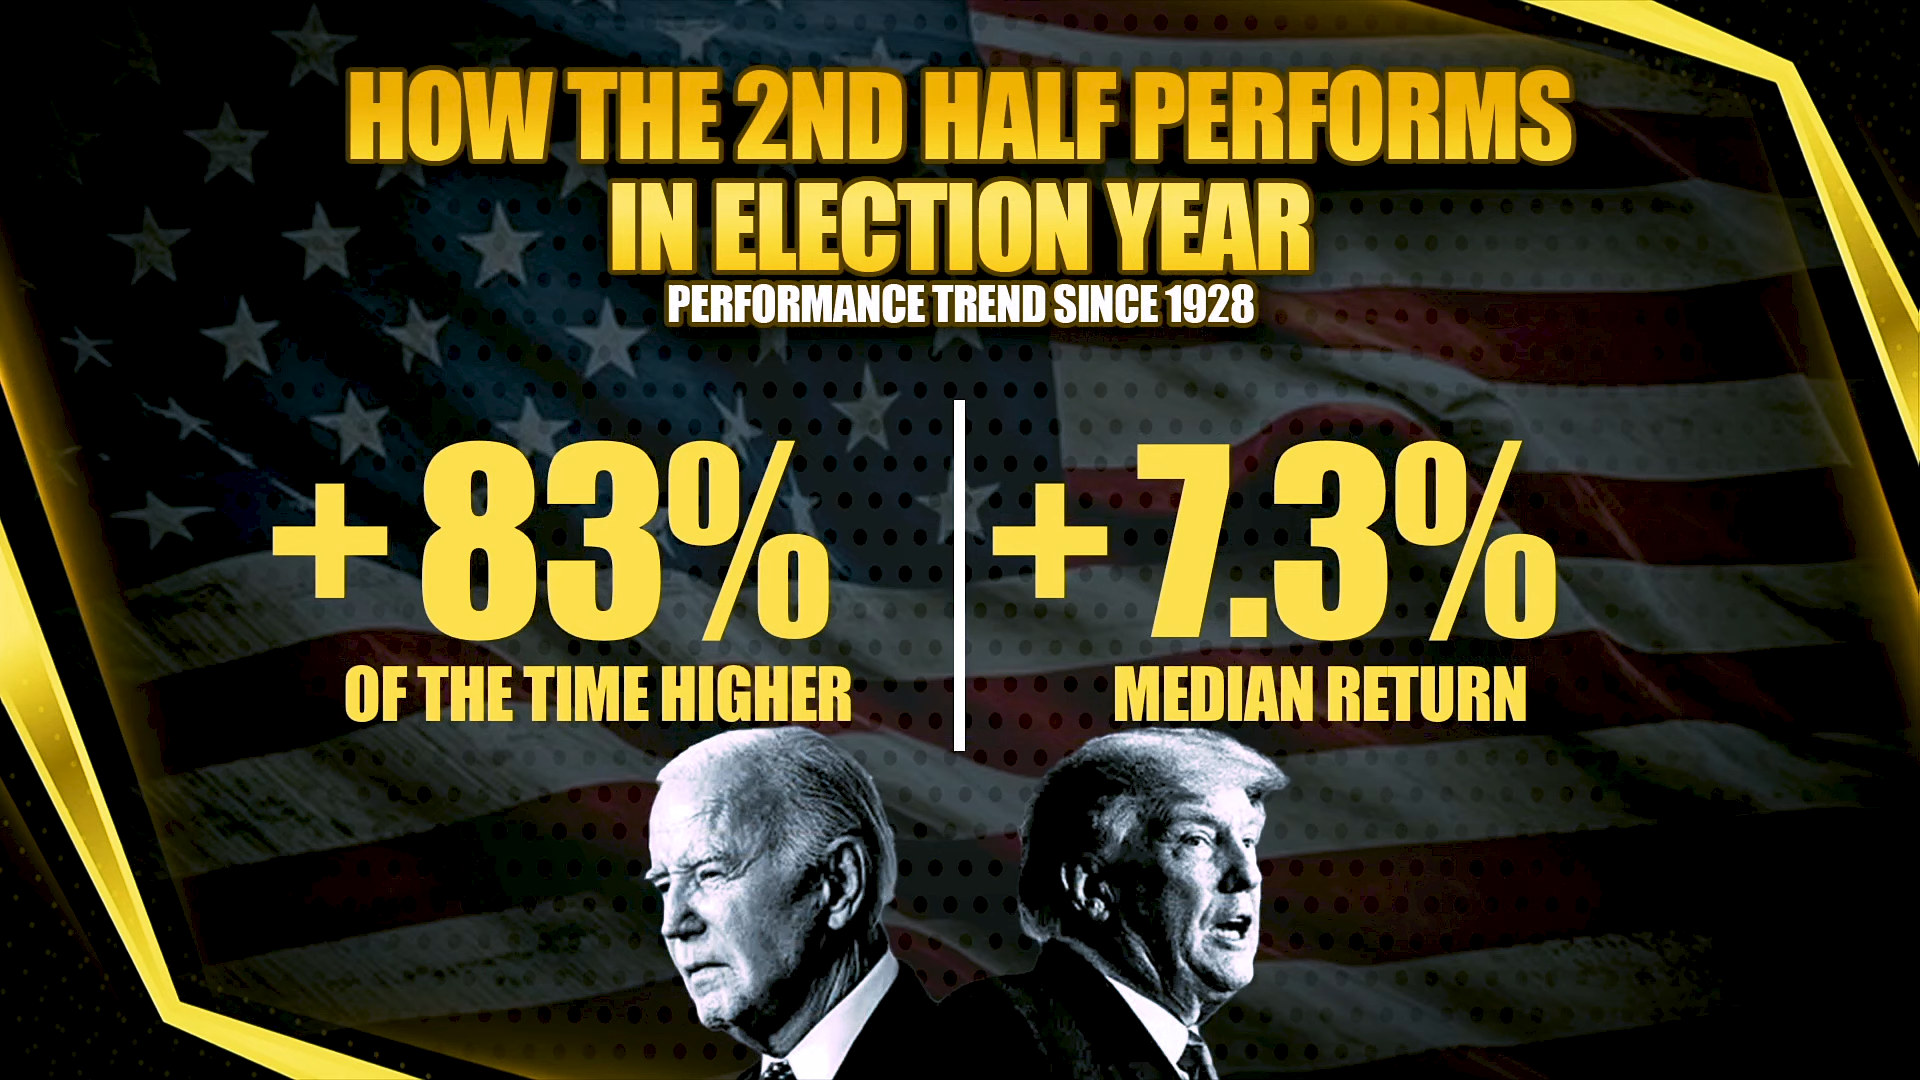 HOW THE 2ND HALF PERFORMS
IN ELECTION YEAR
PERFORMANCE TREND SINCE 1928
+83%
OF THE TIME HIGHER
+7.3%
MEDIAN RETURN